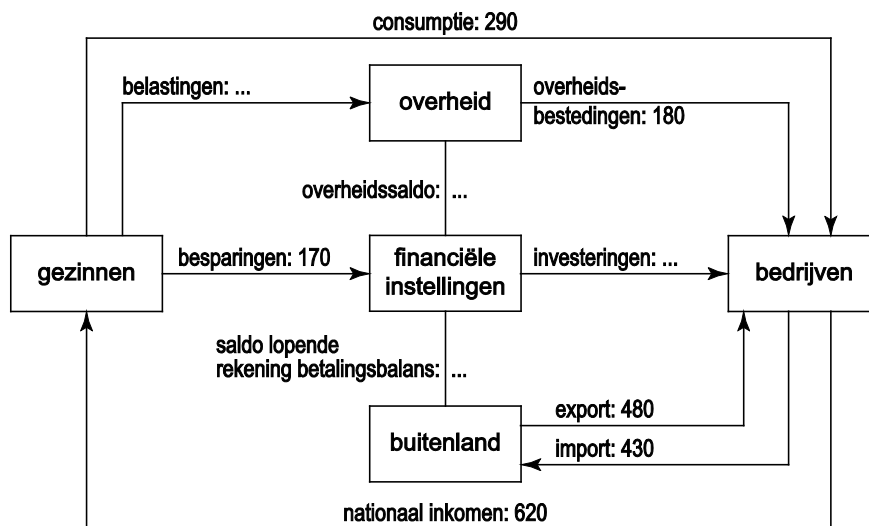 consumptie: 290
belastingen: ...
overheid
overheids-
bestedingen: 180
overheidssaldo: ...
gezinnen
besparingen: 170
financiële
instellingen
investeringen: ...
bedrijven
saldo lopende
rekening betalingsbalans: ...
buitenland
export: 480
import: 430
nationaal inkomen: 620